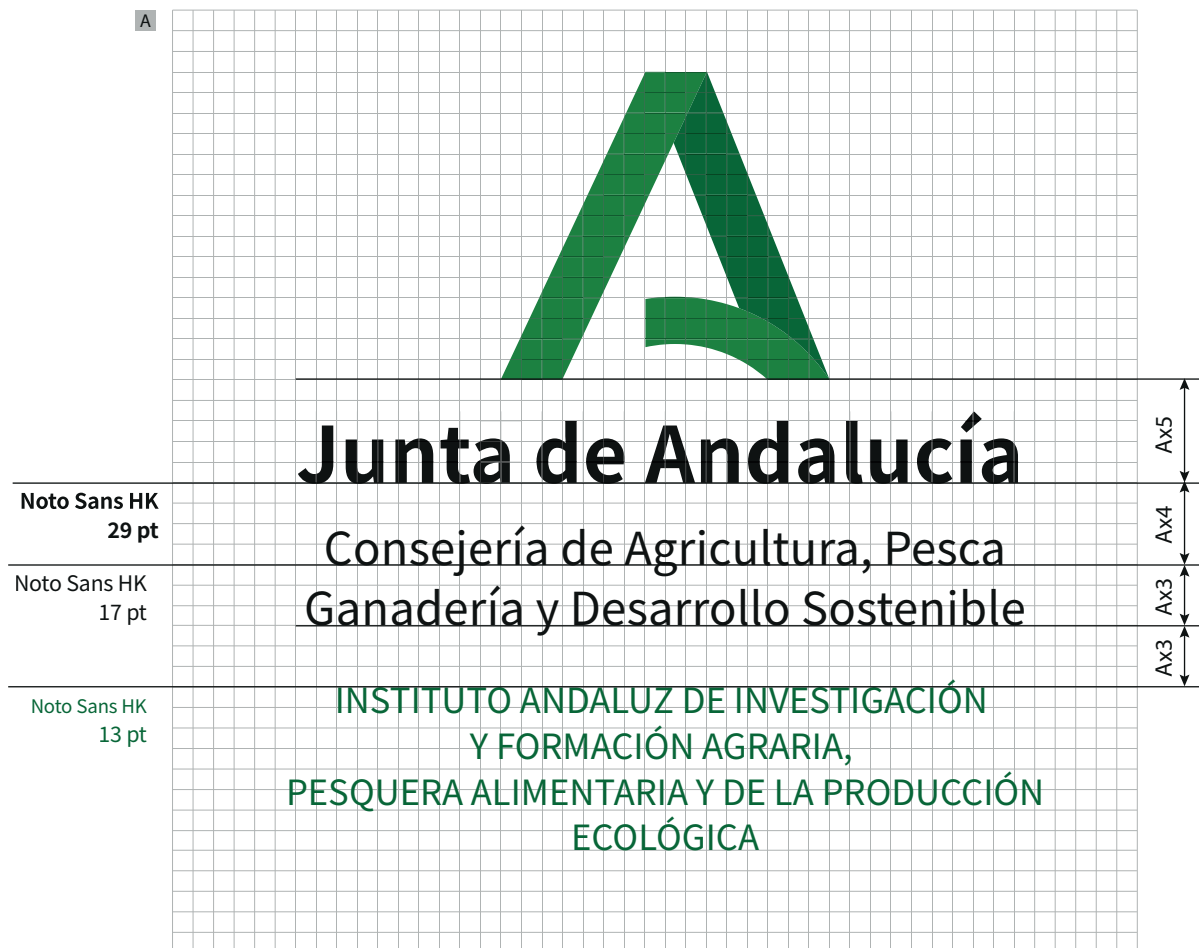 A
Junta de Andalucía
Ax5
Noto Sans HK
29 pt
Consejería de Agricultura, Pesca
Ax4
Noto Sans HK
17 pt
Ganadería y Desarrollo Sostenible
Ax3
Ax3
Noto Sans HK
13 pt
INSTITUTO ANDALUZ DE INVESTIGACIÓN
Y FORMACIÓN AGRARIA,
PESQUERA ALIMENTARIA Y DE LA PRODUCCIÓN
ECOLÓGICA